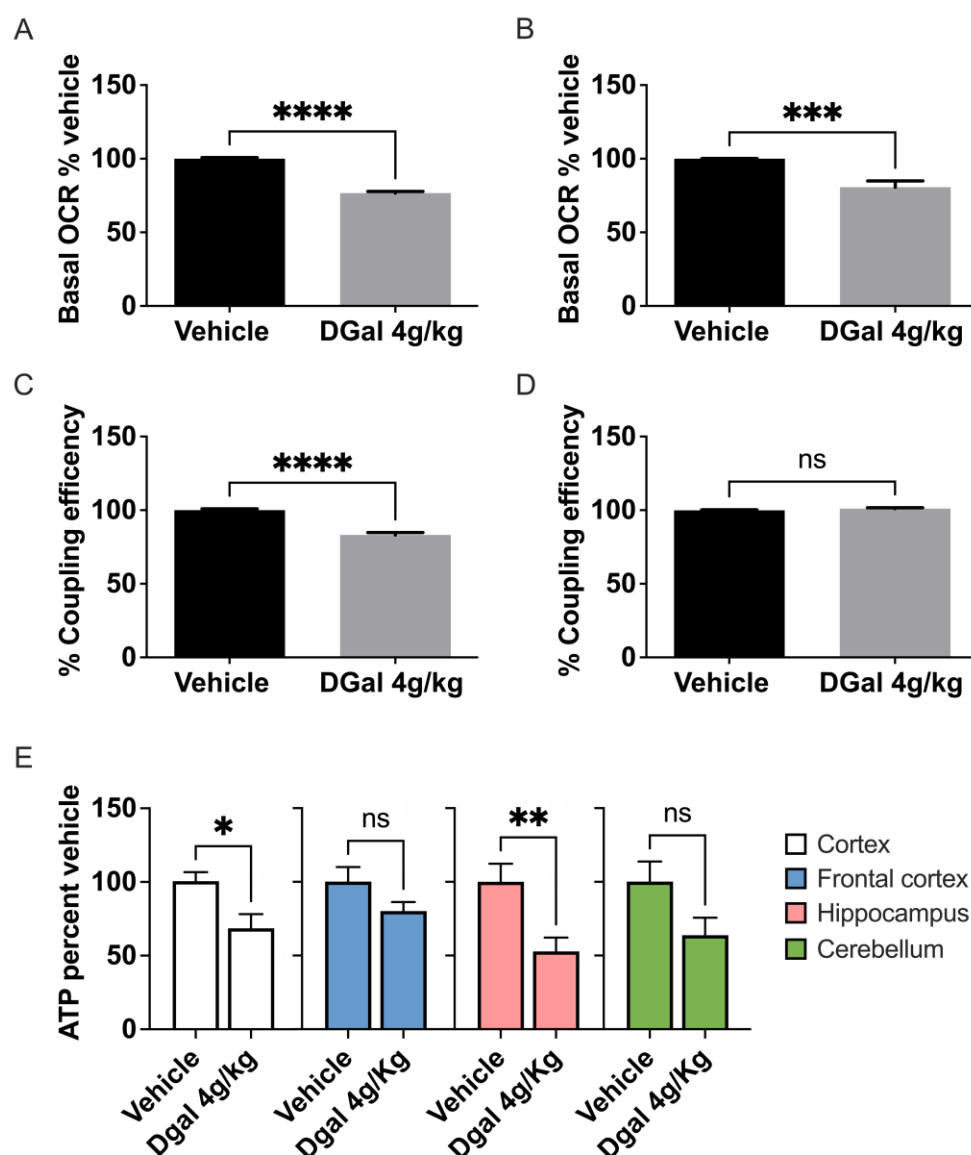 A
Basal OCR % vehicle
150
100
50
0
****
Vehicle
DGal 4g/kg
B
Basal OCR % vehicle
150
100
50
0
***
Vehicle
DGal 4g/kg
C
% Coupling efficency
150
100
50
0
****
Vehicle
DGal 4g/kg
D
% Coupling efficency
150
100
50
0
ns
Vehicle
DGal 4g/kg
E
ATP percent vehicle
150
100
50
0
*
ns
**
ns
Vehicle
Dgal 4g/kg
Vehicle
Dgal 4g/Kg
Vehicle
Dgal 4g/Kg
Vehicle
Dgal 4g/Kg
Cortex
Frontal cortex
Hippocampus
Cerebellum